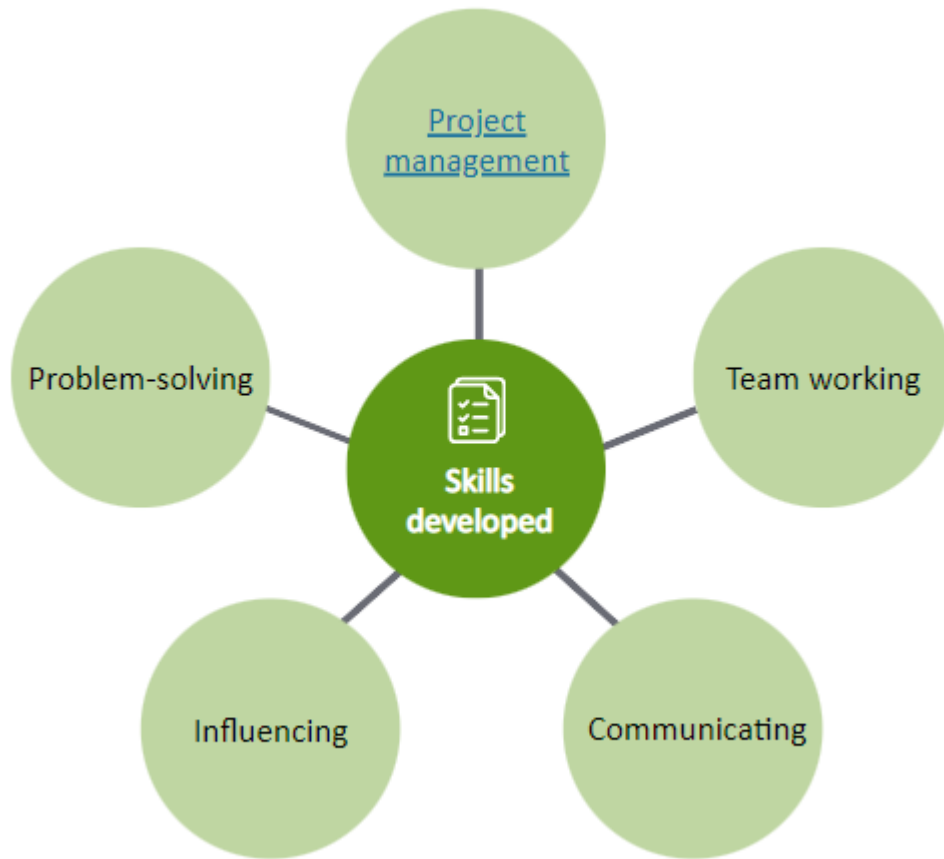 Project
management
Problem-solving
Team working
Skills
developed
Influencing
Communicating